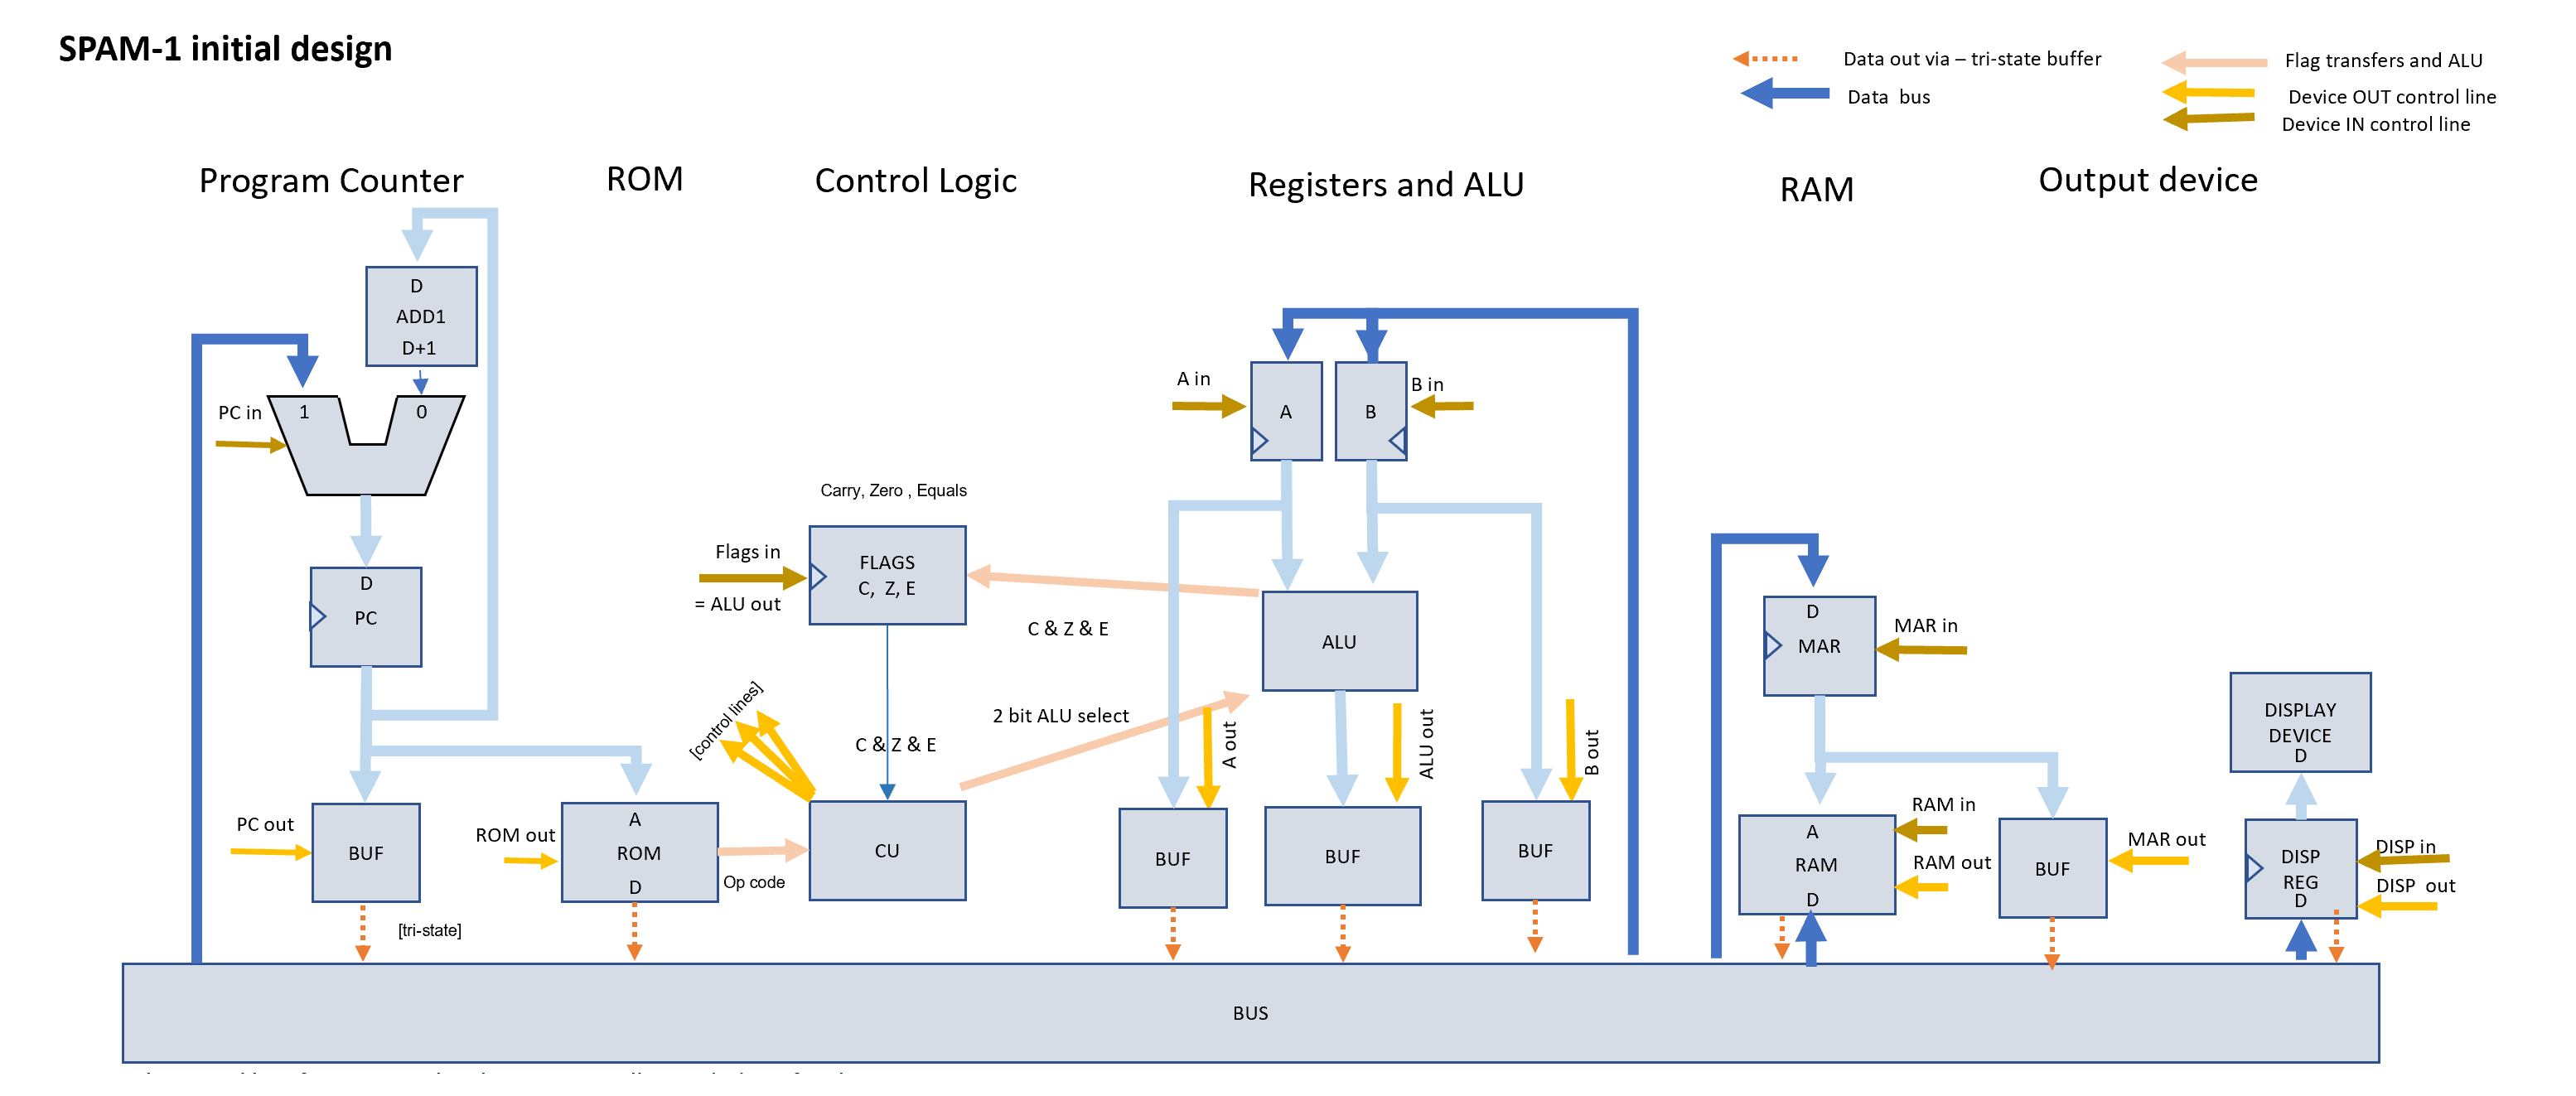 SPAM-1 initial design
Data out via – tri-state buffer
Data bus
Flag transfers and ALU
Device OUT control line
Device IN control line
Program Counter
ROM
Control Logic
Registers and ALU
RAM
Output device
D
ADD1
D+1
PC in
1
0
D
PC
PC out
BUF
[tri-state]
ROM out
A
ROM
D
Op code
Carry, Zero , Equals
Flags in
= ALU out
FLAGS
C, Z, E
C & Z & E
[control lines]
C & Z & E
2 bit ALU select
CU
A in
A
B
B in
ALU
A out
ALU out
B out
BUF
BUF
BUF
D
MAR
MAR in
A
RAM
D
RAM in
RAM out
BUF
MAR out
DISPLAY
DEVICE
D
DISP
REG
D
DISP in
DISP out
BUS